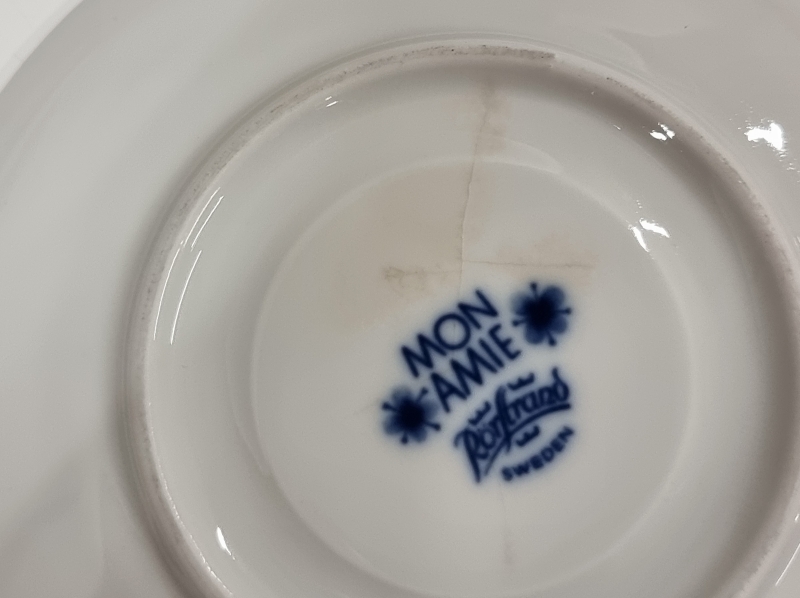 MON
AMIE
Rörstrand
SWEDEN